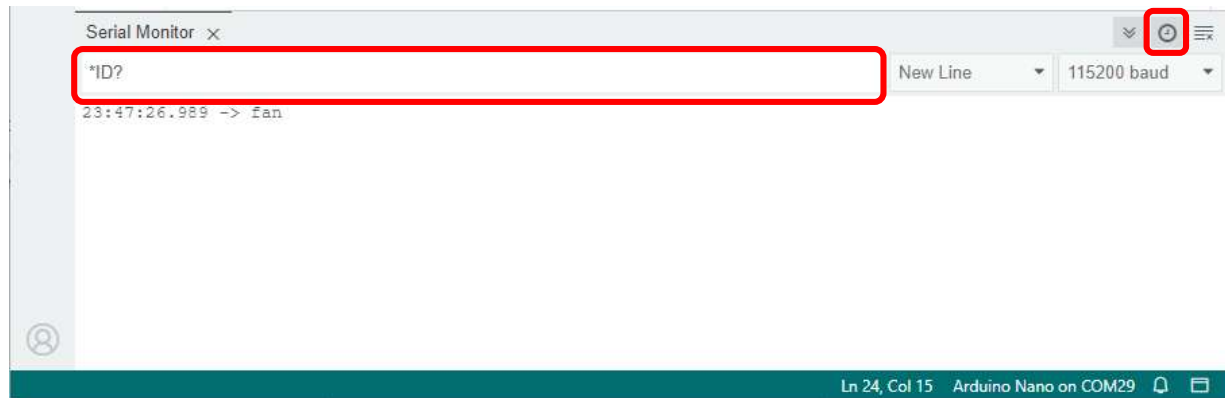 Serial Monitor
*ID? New Line 115200 baud
23:47:26.989 -> fan
Ln 24, Col 15 Arduino Nano on COM29